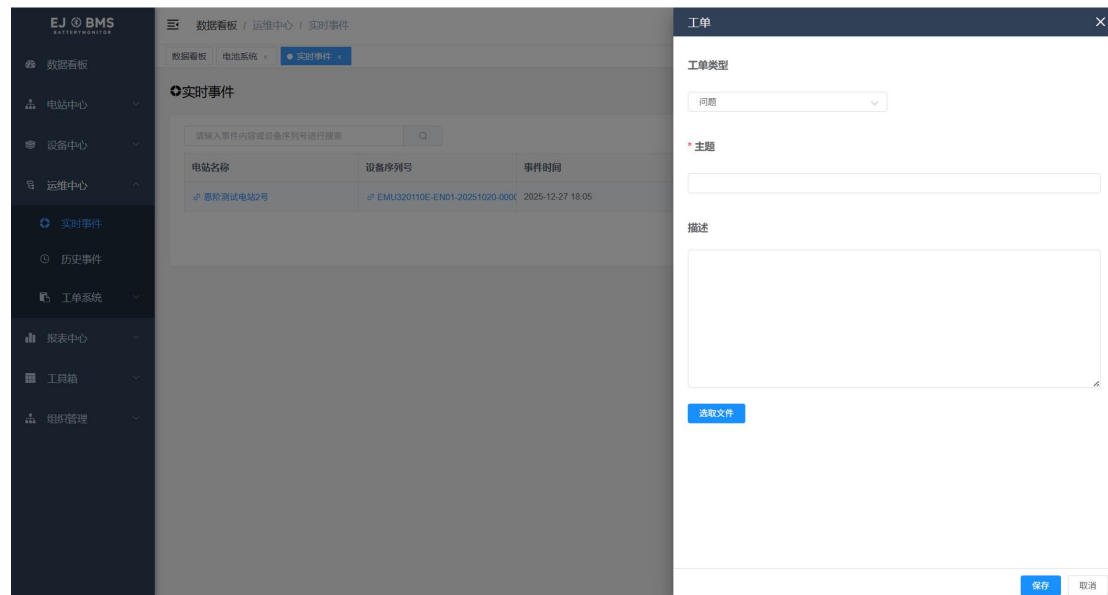 EJ BMS
BATTERYMONITOR
数据看板
电站中心
设备中心
运维中心
实时事件
历史事件
工单系统
报表中心
工具箱
组织管理
数据看板 / 运维中心 / 实时事件
数据看板 电池系统 × 实时事件 ×
实时事件
请输入事件内容或设备序列号进行搜索
电站名称 设备序列号 事件时间
恩阶测试电站2号 EMU320110E-EN01-20251020-000 2025-12-27 18:05
工单
工单类型
问题
* 主题
描述
选取文件
保存 取消